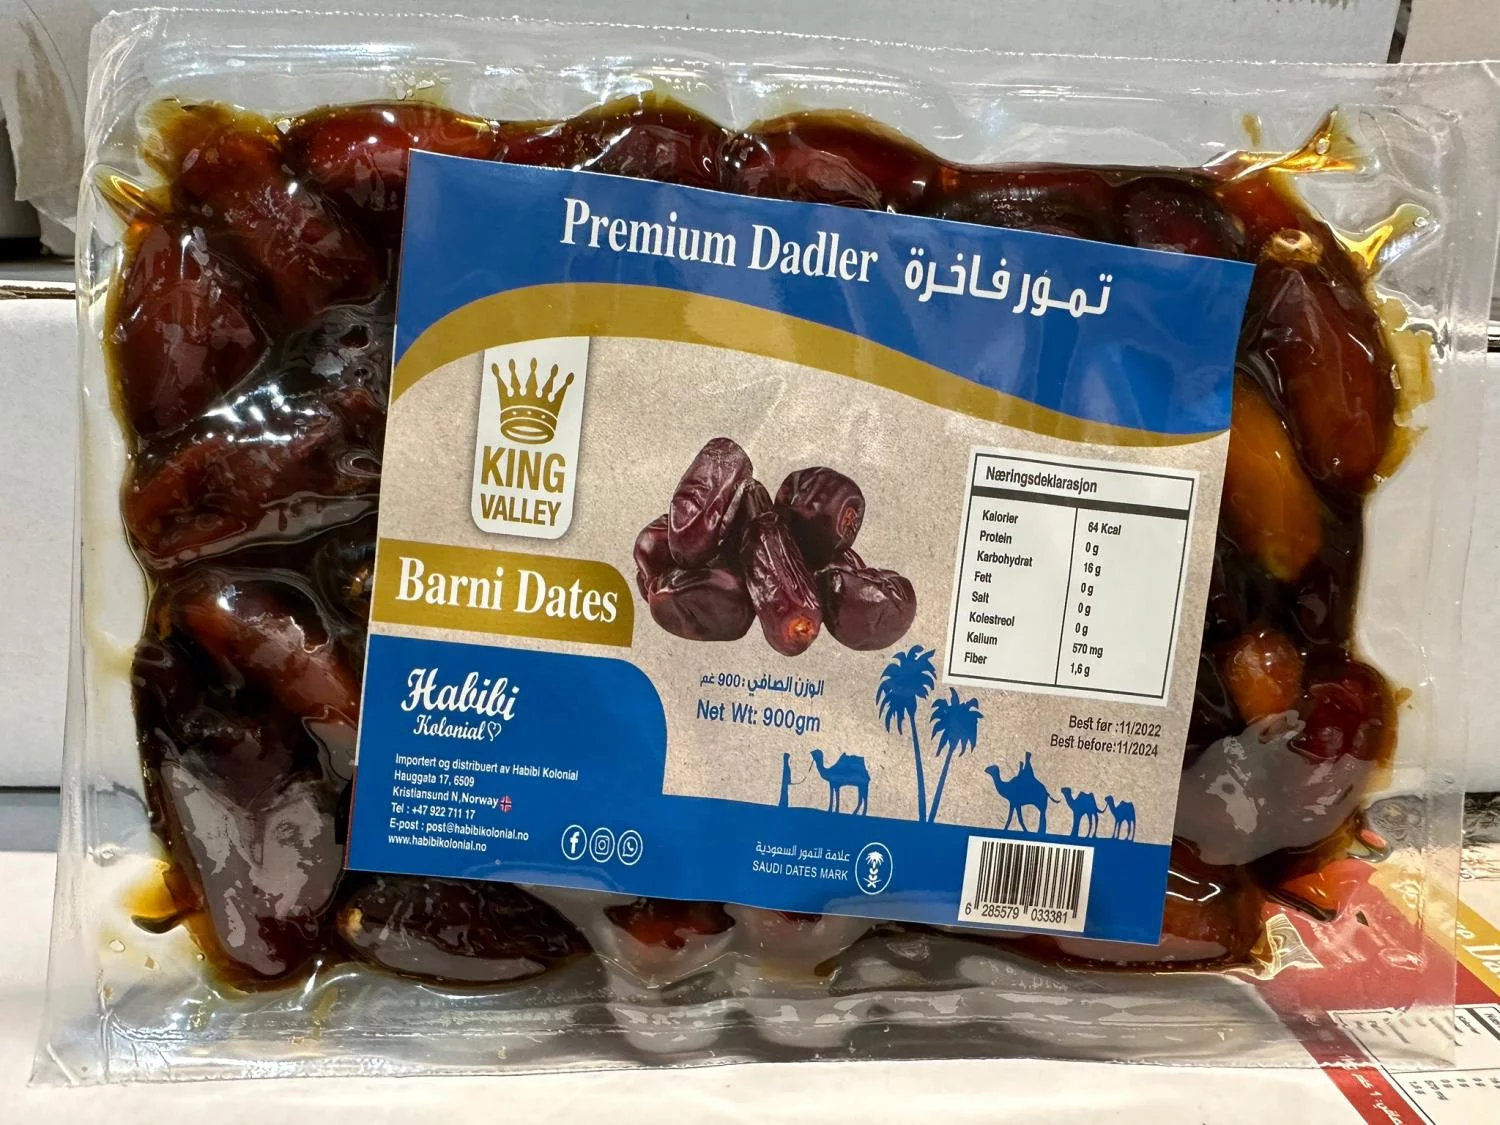 Premium Dadler تمور فاخرة
KING
VALLEY
Barni Dates
Næringsdeklarasjon
Kalorier 64 Kcal
Protein 0 g
Karbohydrat 16 g
Fett 0 g
Salt 0 g
Kolestreol 0 g
Kalium 570 mg
Fiber 1,6 g
الوزن الصافي: 900 غم
Net Wt: 900gm
Best før :11/2022
Best before:11/2024
Habibi
Kolonial
Importert og distribuert av Habibi Kolonial
Hauggata 17, 6509
Kristiansund N,Norway
Tel : +47 922 711 17
E-post : post@habibikolonial.no
www.habibikolonial.no
علامة التمور السعودية
SAUDI DATES MARK
6 285579 033381